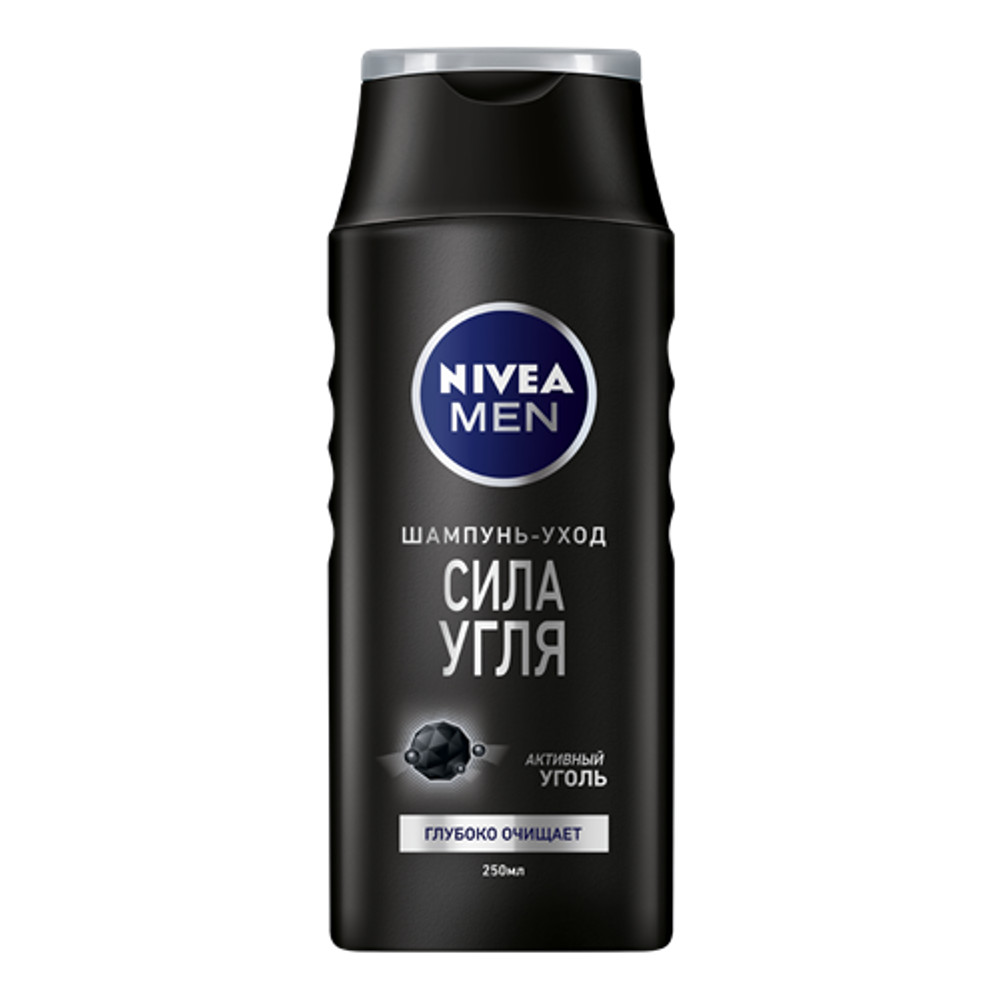 NIVEA
MEN
ШАМПУНЬ-УХОД
СИЛА
УГЛЯ
АКТИВНЫЙ
УГОЛЬ
ГЛУБОКО ОЧИЩАЕТ
250мл